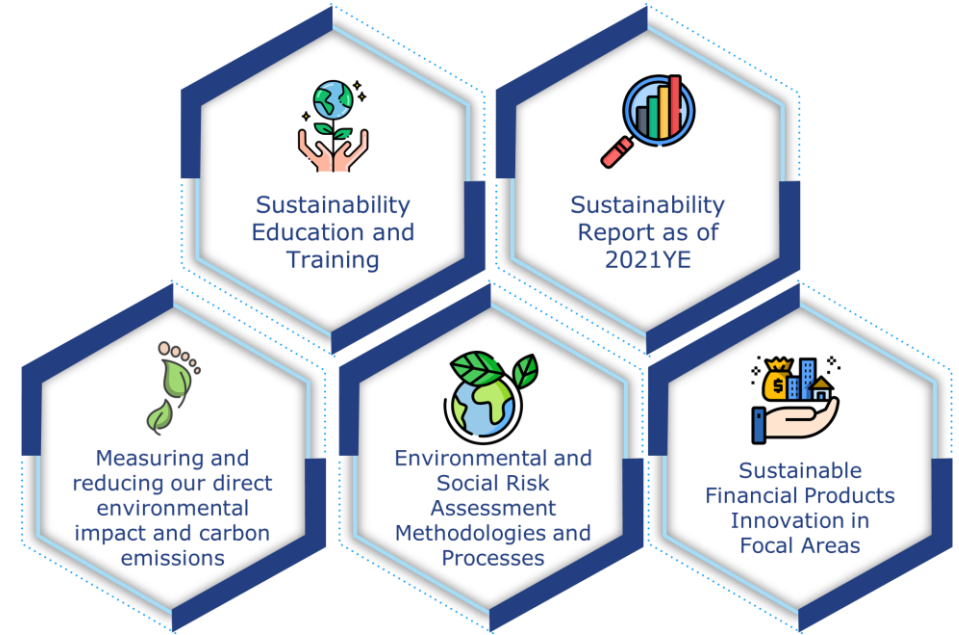 Sustainability
Education and
Training
Sustainability
Report as of
2021YE
Measuring and
reducing our direct
environmental
impact and carbon
emissions
Environmental and
Social Risk
Assessment
Methodologies and
Processes
$
Sustainable
Financial Products
Innovation in
Focal Areas